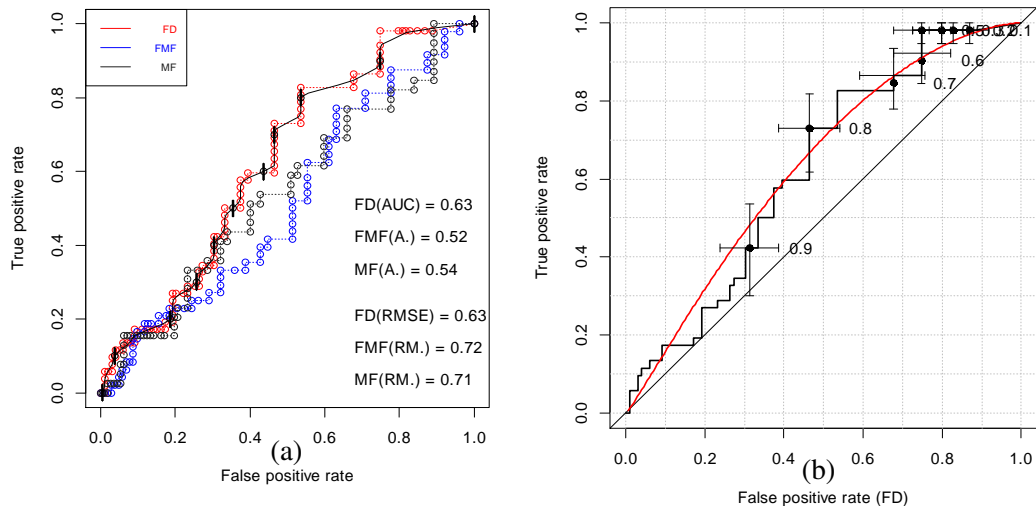 FD
FMF
MF
True positive rate
0.0 0.2 0.4 0.6 0.8 1.0
FD(AUC) = 0.63
FMF(A.) = 0.52
MF(A.) = 0.54
FD(RMSE) = 0.63
FMF(RM.) = 0.72
MF(RM.) = 0.71
0.0 0.2 0.4 0.6 0.8 1.0
(a)
False positive rate
True positive rate
0.0 0.2 0.4 0.6 0.8 1.0
0.1
0.6
0.7
0.8
0.9
0.0 0.2 0.4 0.6 0.8 1.0
(b)
False positive rate (FD)